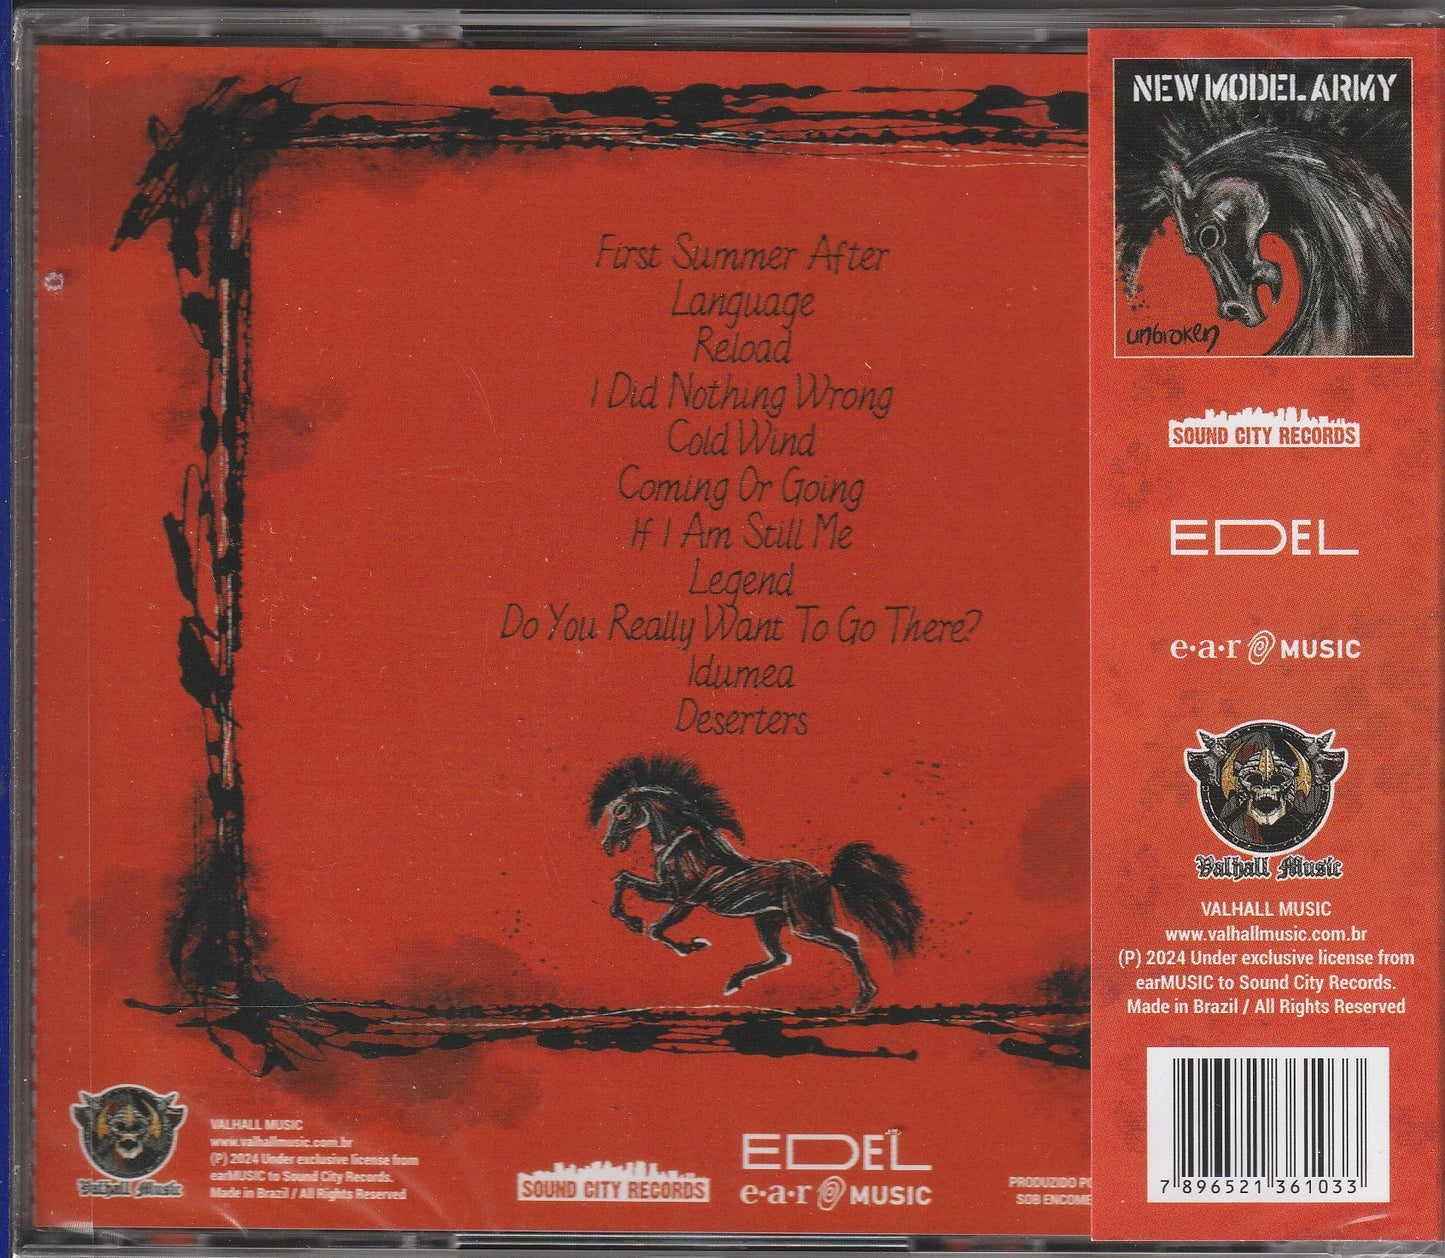 First Summer After
Language
Reload
I Did Nothing Wrong
Cold Wind
Coming Or Going
If I Am Still Me
Legend
Do You Really Want To Go There?
Idumea
Deserters
Valhall Music
VALHALL MUSIC
www.valhallmusic.com.br
(P) 2024 Under exclusive license from
earMUSIC to Sound City Records.
Made in Brazil / All Rights Reserved
SOUND CITY RECORDS
EDEL
e·a·r MUSIC
PRODUZIDO
SOB
NEW MODEL ARMY
unbroken
SOUND CITY RECORDS
EDEL
e·a·r MUSIC
Valhall Music
VALHALL MUSIC
www.valhallmusic.com.br
(P) 2024 Under exclusive license from
earMUSIC to Sound City Records.
Made in Brazil / All Rights Reserved
7 896521 361033